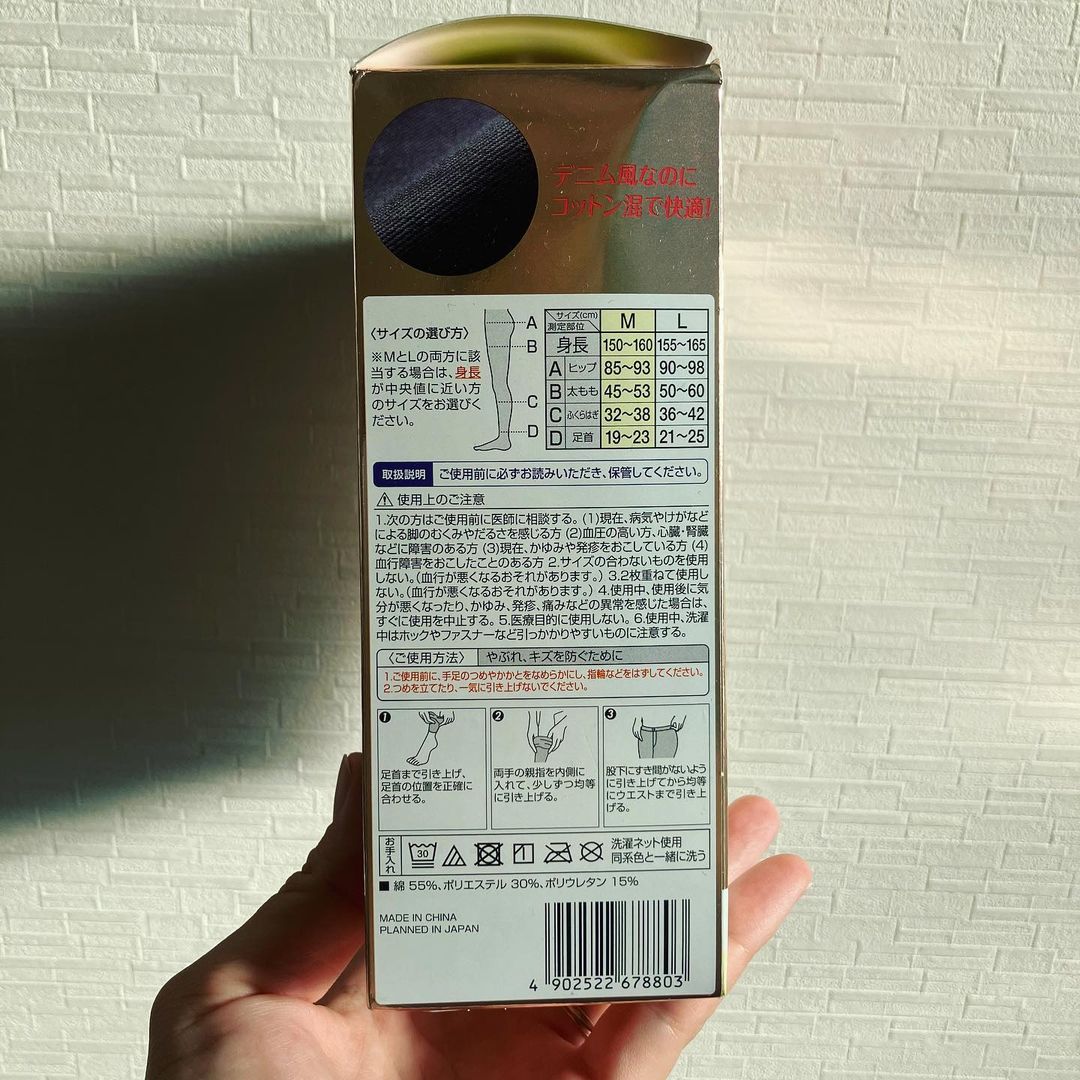 デニム風なのに
コットン混で快適!
〈サイズの選び方〉
※MとLの両方に該
当する場合は、身長
が中央値に近い方
のサイズをお選びく
ださい。
A
B
C
D
サイズ(cm)
測定部位
M L
身長 150〜160 155〜165
A ヒップ 85〜93 90〜98
B 太もも 45〜53 50〜60
C ふくらはぎ 32〜38 36〜42
D 足首 19〜23 21〜25
取扱説明 ご使用前に必ずお読みいただき、保管してください。
使用上のご注意
1.次の方はご使用前に医師に相談する。(1)現在、病気やけがなど
による脚のむくみやだるさを感じる方 (2)血圧の高い方、心臓・腎臓
などに障害のある方 (3)現在、かゆみや発疹をおこしている方 (4)
血行障害をおこしたことのある方 2.サイズの合わないものを使用
しない。(血行が悪くなるおそれがあります。) 3.2枚重ねて使用し
ない。(血行が悪くなるおそれがあります。) 4.使用中、使用後に気
分が悪くなったり、かゆみ、発疹、痛みなどの異常を感じた場合は、
すぐに使用を中止する。 5.医療目的に使用しない。 6.使用中、洗濯
中はホックやファスナーなど引っかかりやすいものに注意する。
〈ご使用方法〉 やぶれ、キズを防ぐために
1.ご使用前に、手足のつめやかかとをなめらかにし、指輪などをはずしてください。
2.つめを立てたり、一気に引き上げないでください。
1
足首まで引き上げ、
足首の位置を正確に
合わせる。
2
両手の親指を内側に
入れて、少しずつ均等
に引き上げる。
3
股下にすき間がないよう
に引き上げてから均等
にウエストまで引き上
げる。
お手入れ
30
洗濯ネット使用
同系色と一緒に洗う
■ 綿 55%、ポリエステル 30%、ポリウレタン 15%
MADE IN CHINA
PLANNED IN JAPAN
4 902522 678803